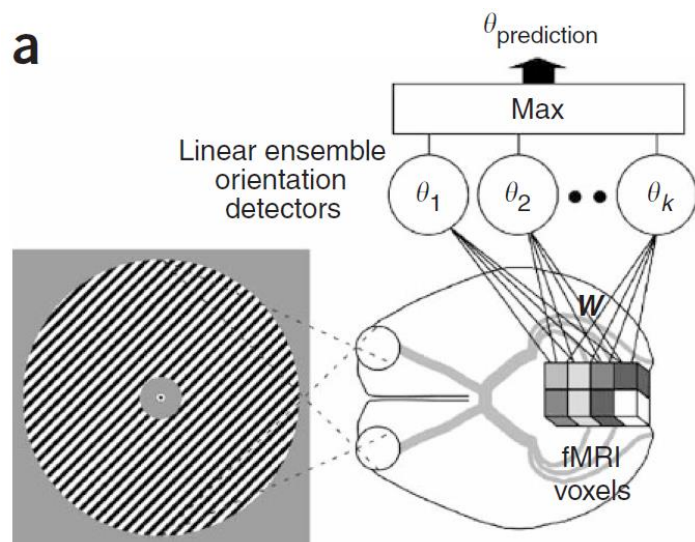 a
θprediction
Max
Linear ensemble
orientation
detectors
θ1 θ2 θk
W
fMRI
voxels